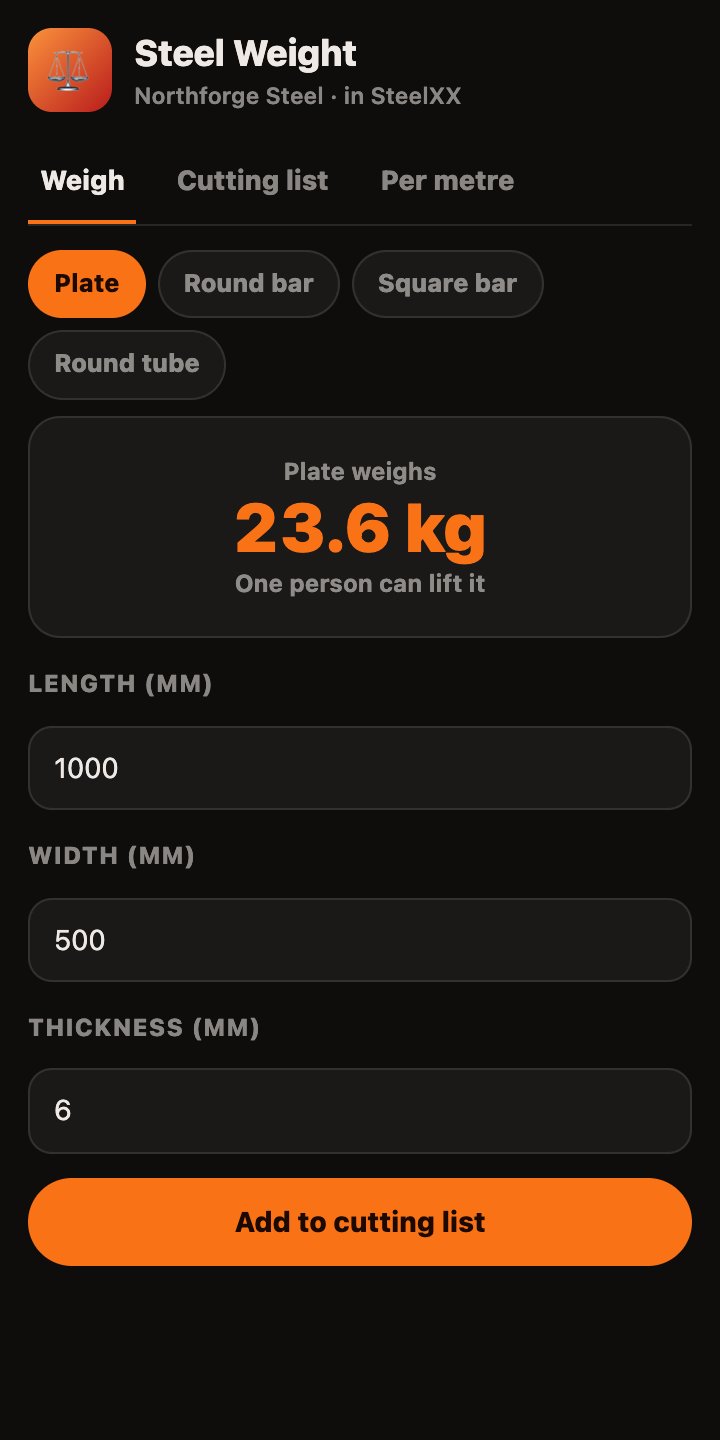 Steel Weight
Northforge Steel · in SteelXX
Weigh Cutting list Per metre
Plate Round bar Square bar
Round tube
Plate weighs
23.6 kg
One person can lift it
LENGTH (MM)
1000
WIDTH (MM)
500
THICKNESS (MM)
6
Add to cutting list